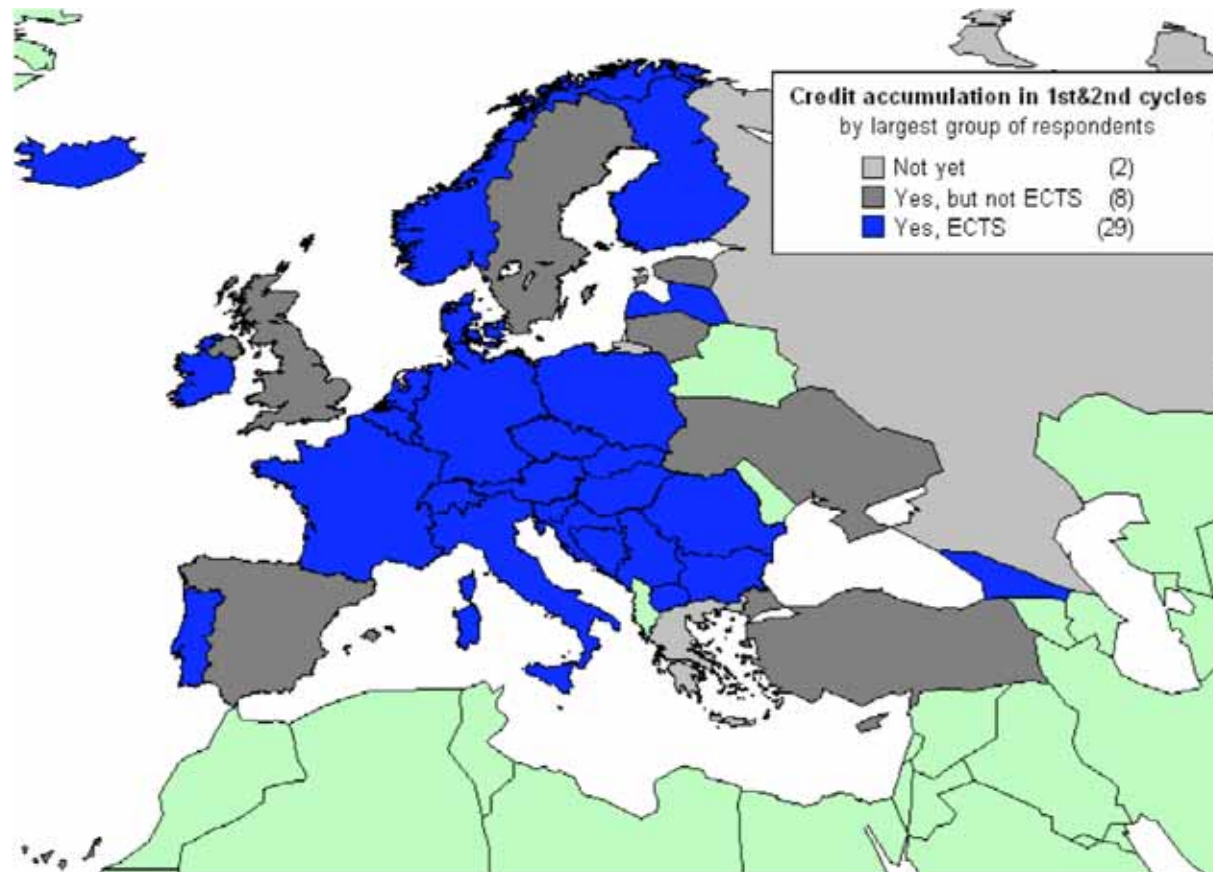 Credit accumulation in 1st&2nd cycles
by largest group of respondents
Not yet (2)
Yes, but not ECTS (8)
Yes, ECTS (29)